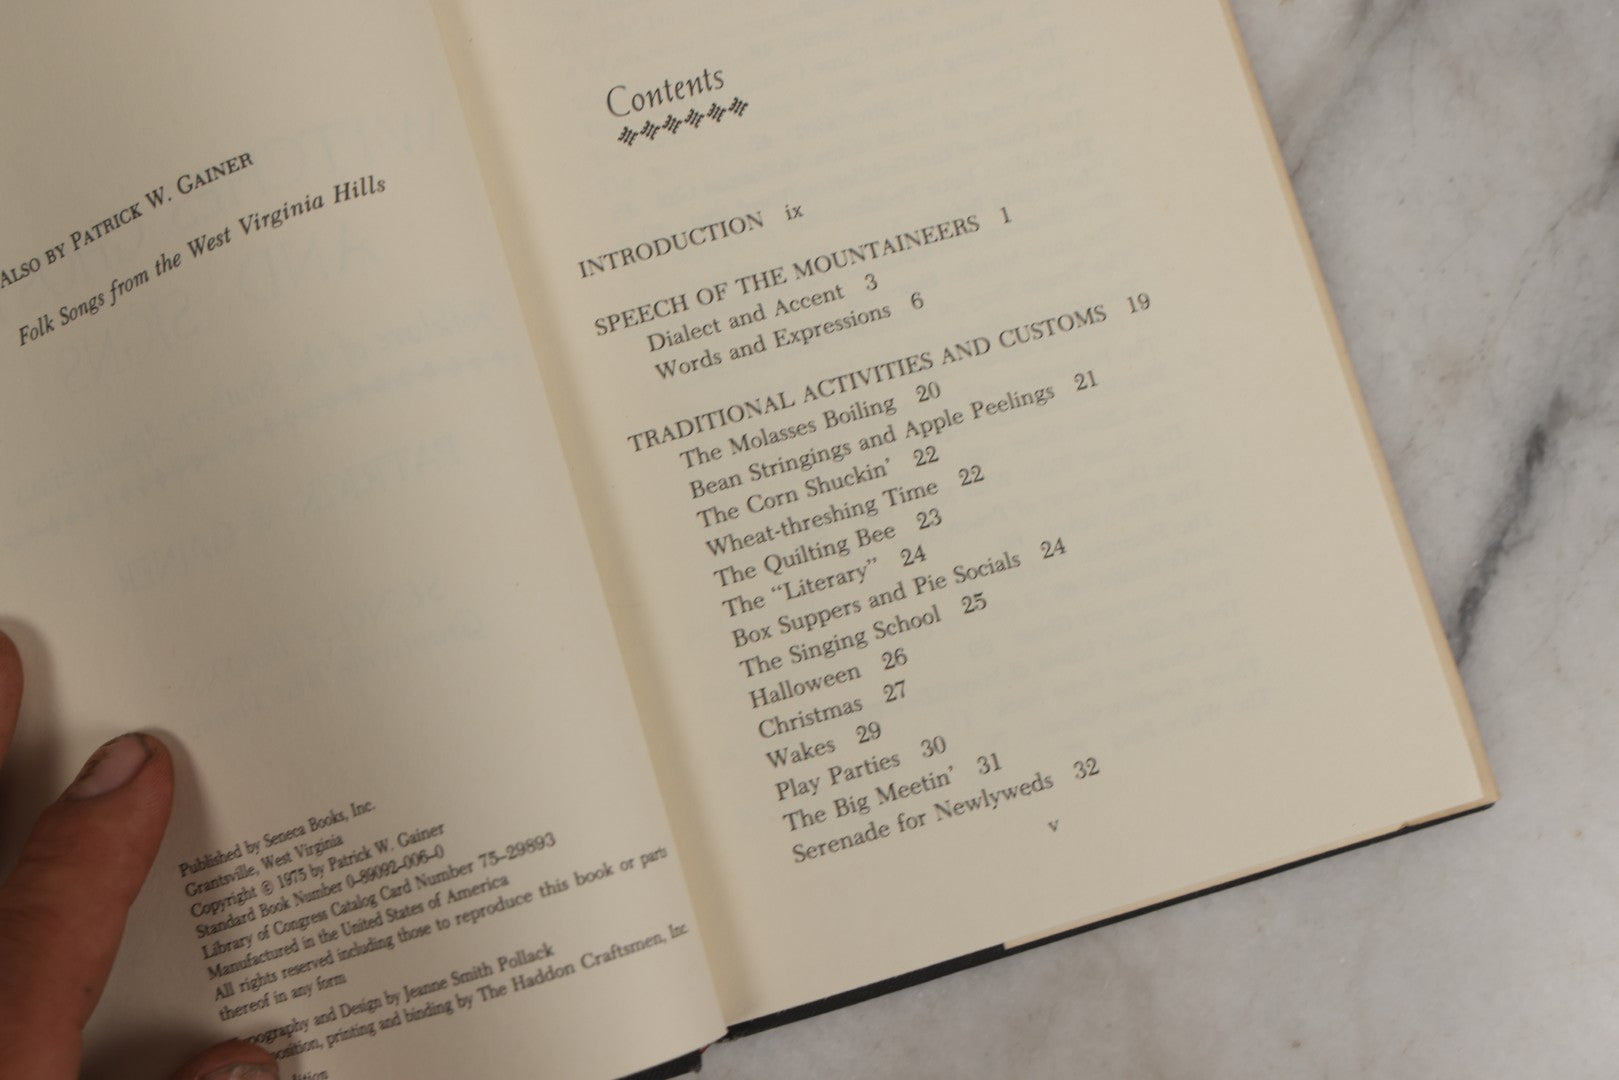 ALSO BY PATRICK W. GAINER
Folk Songs from the West Virginia Hills
Published by Seneca Books, Inc.
Grantsville, West Virginia
Copyright © 1975 by Patrick W. Gainer
Standard Book Number 0-89092-006-0
Library of Congress Catalog Card Number 75-29893
Manufactured in the United States of America
All rights reserved including those to reproduce this book or parts
thereof in any form
Typography and Design by Jeanne Smith Pollack
printing and binding by The Haddon Craftsmen, Inc.
Contents
INTRODUCTION ix
SPEECH OF THE MOUNTAINEERS 1
Dialect and Accent 3
Words and Expressions 6
TRADITIONAL ACTIVITIES AND CUSTOMS 19
The Molasses Boiling 20
Bean Stringings and Apple Peelings 21
The Corn Shuckin' 22
Wheat-threshing Time 22
The Quilting Bee 23
The "Literary" 24
Box Suppers and Pie Socials 24
The Singing School 25
Halloween 26
Christmas 27
Wakes 29
Play Parties 30
The Big Meetin' 31
Serenade for Newlyweds 32
v